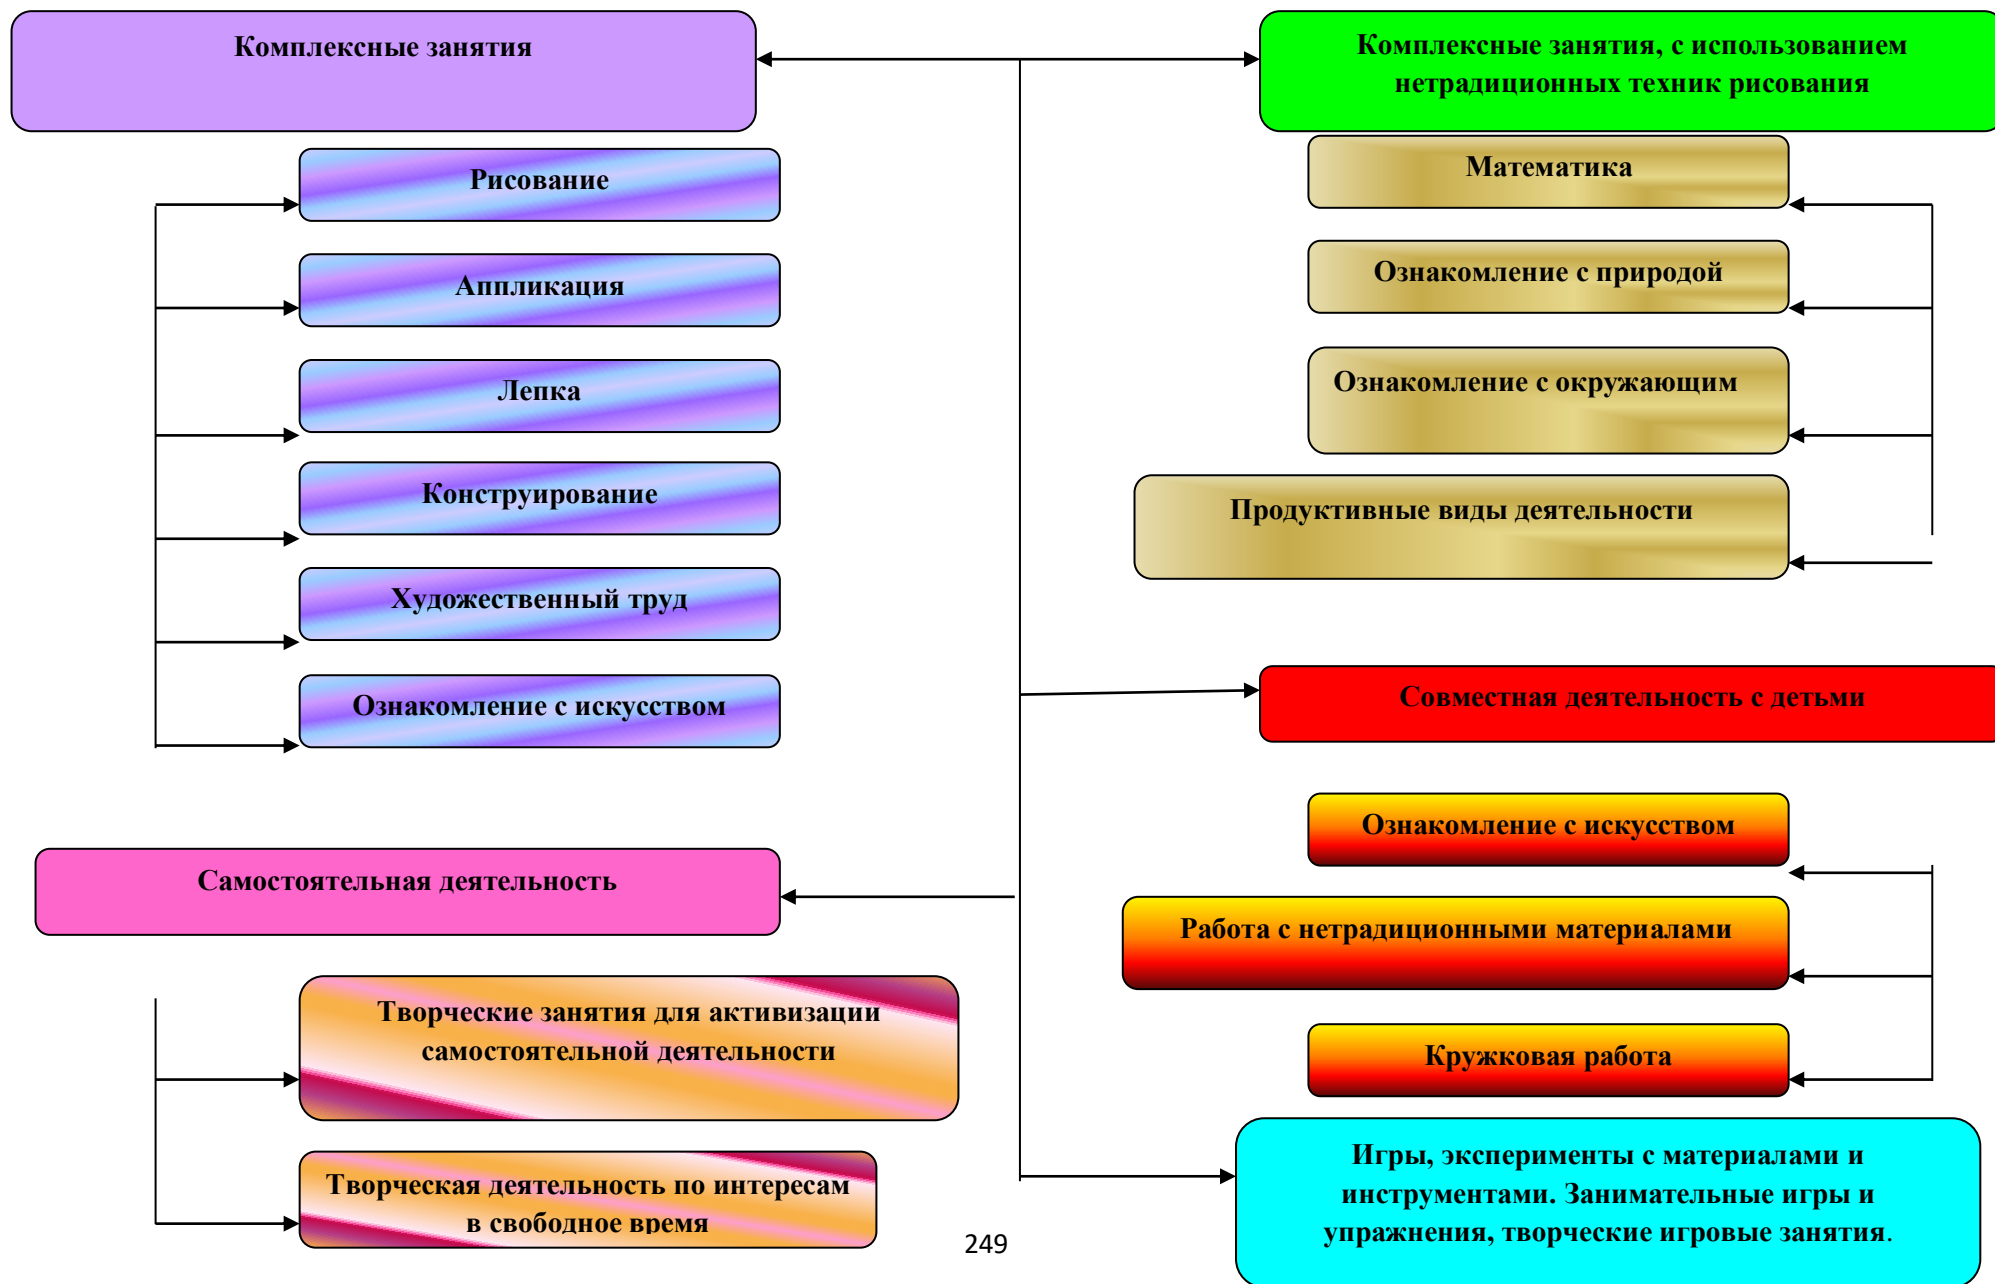 Комплексные занятия
Рисование
Аппликация
Лепка
Конструирование
Художественный труд
Ознакомление с искусством
Самостоятельная деятельность
Творческие занятия для активизации
самостоятельной деятельности
Творческая деятельность по интересам
в свободное время
Комплексные занятия, с использованием
нетрадиционных техник рисования
Математика
Ознакомление с природой
Ознакомление с окружающим
Продуктивные виды деятельности
Совместная деятельность с детьми
Ознакомление с искусством
Работа с нетрадиционными материалами
Кружковая работа
Игры, эксперименты с материалами и
инструментами. Занимательные игры и
упражнения, творческие игровые занятия.
249